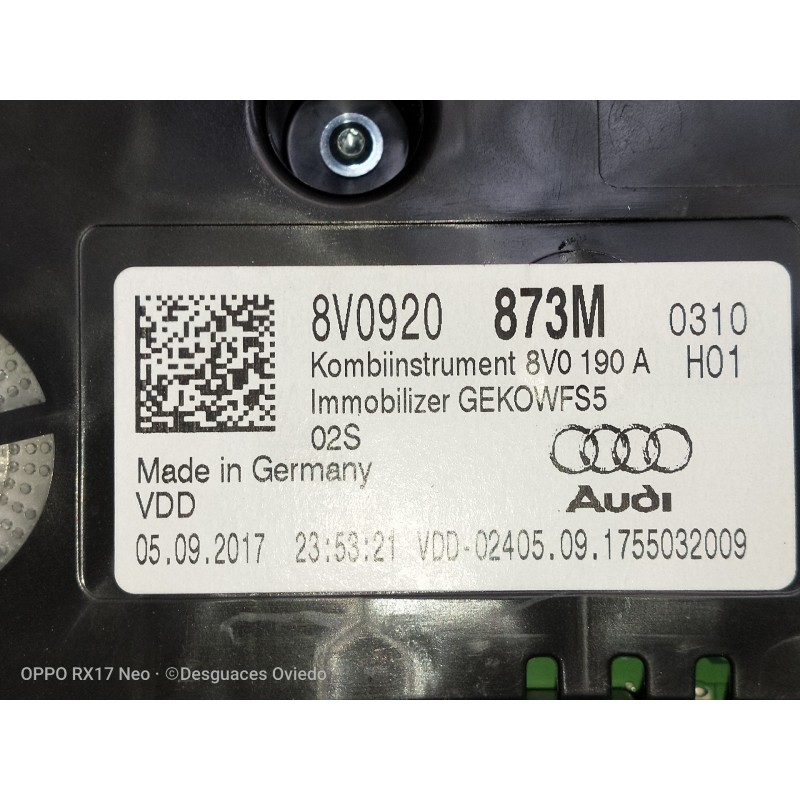 8V0920 873M 0310
Kombiinstrument 8V0 190 A H01
Immobilizer GEKOWFS5
02S
Made in Germany
VDD
Audi
05.09.2017 23:53:21 VDD-02405.09.1755032009
OPPO RX17 Neo · ©Desguaces Oviedo